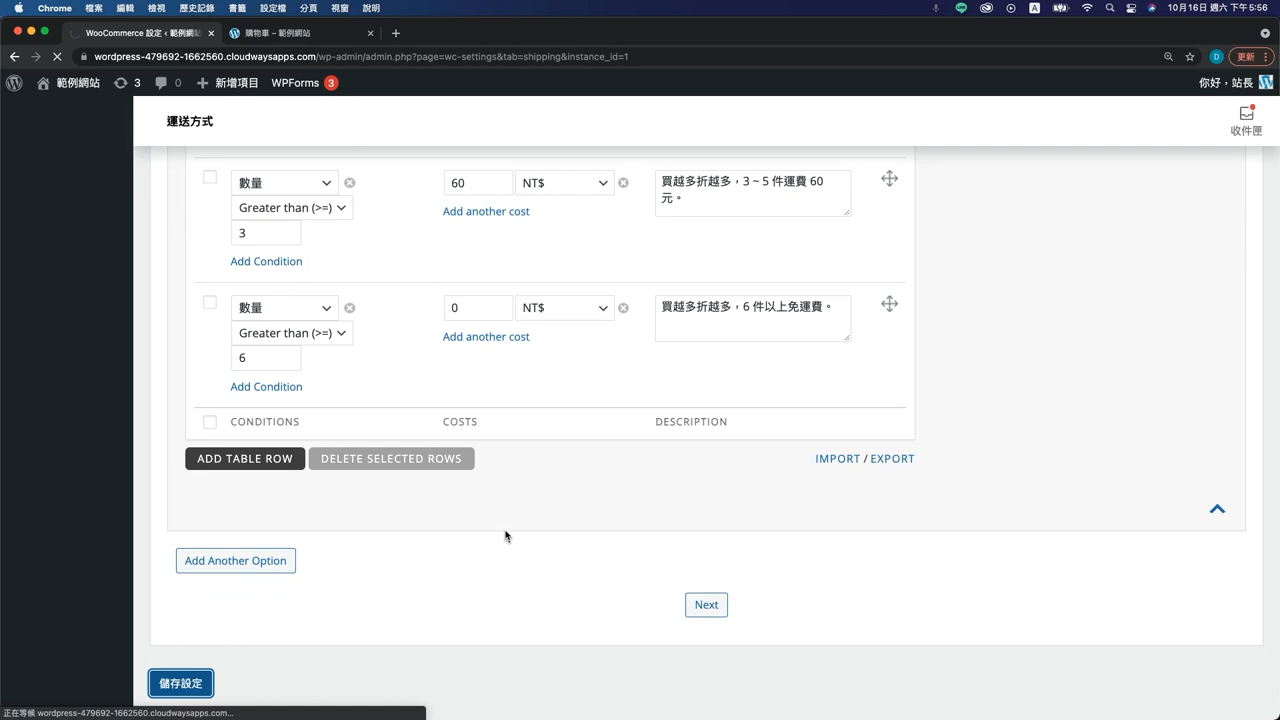 Chrome 檔案 編輯 檢視 歷史記錄 書籤 設定檔 分頁 視窗 說明 10月16日 週六 下午5:56
WooCommerce 設定 ‹ 範例網站 購物車 – 範例網站
wordpress-479692-1662560.cloudwaysapps.com/wp-admin/admin.php?page=wc-settings&tab=shipping&instance_id=1 D 更新
範例網站 3 0 新增項目 WPForms 3 你好，站長
運送方式 收件匣
數量 60 NT$ 買越多折越多，3 ~ 5 件運費 60
元。
Greater than (>=) Add another cost
3
Add Condition
數量 0 NT$ 買越多折越多，6 件以上免運費。
Greater than (>=) Add another cost
6
Add Condition
CONDITIONS COSTS DESCRIPTION
ADD TABLE ROW DELETE SELECTED ROWS IMPORT / EXPORT
Add Another Option
Next
儲存設定
正在等候 wordpress-479692-1662560.cloudwaysapps.com...